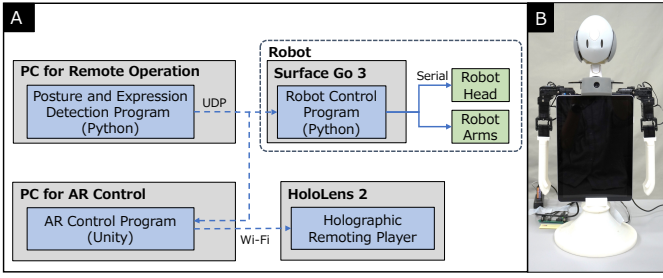 A
B
Robot
PC for Remote Operation
Posture and Expression
Detection Program
(Python)
UDP
Surface Go 3
Robot Control
Program
(Python)
Serial
Robot
Head
Robot
Arms
PC for AR Control
AR Control Program
(Unity)
Wi-Fi
HoloLens 2
Holographic
Remoting Player